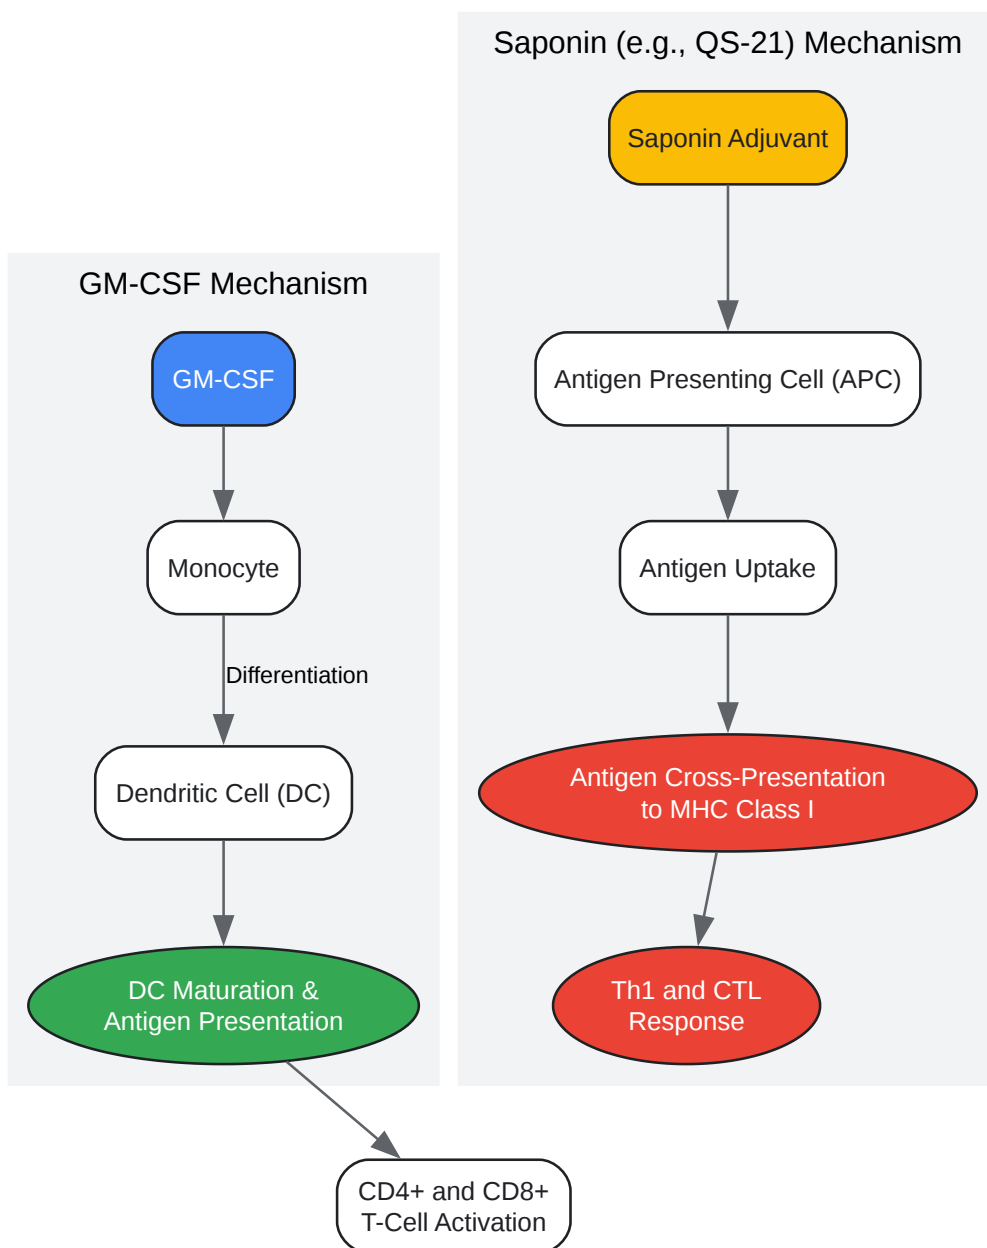 Saponin (e.g., QS-21) Mechanism
Saponin Adjuvant
Antigen Presenting Cell (APC)
Antigen Uptake
Antigen Cross-Presentation
to MHC Class I
Th1 and CTL
Response
GM-CSF Mechanism
GM-CSF
Monocyte
Differentiation
Dendritic Cell (DC)
DC Maturation &
Antigen Presentation
CD4+ and CD8+
T-Cell Activation